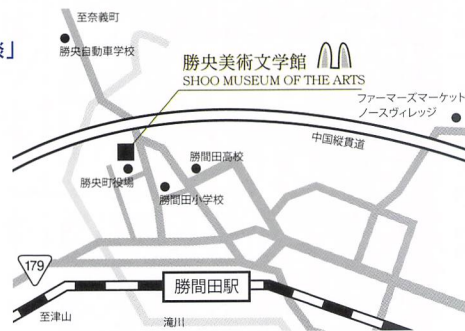 至奈義町
談」
勝央自動車学校
勝央美術文学館
SHOO MUSEUM OF THE ARTS
ファーマーズマーケット
ノースヴィレッジ
中国縦貫道
勝間田高校
勝央町役場
勝間田小学校
179
勝間田駅
至津山
滝川